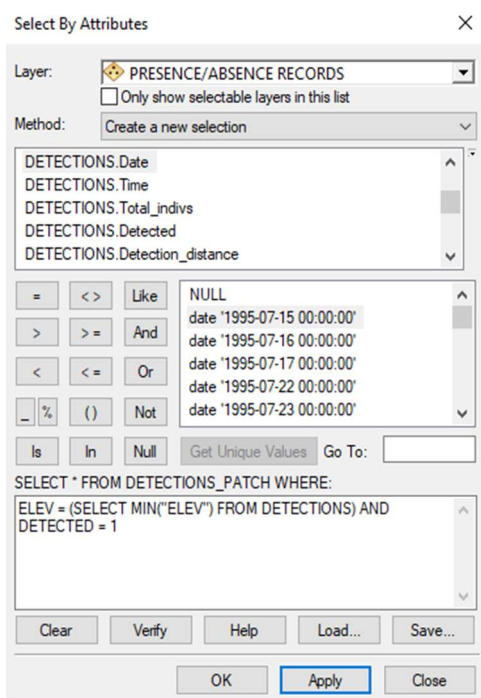 Select By Attributes
Layer: PRESENCE/ABSENCE RECORDS
Only show selectable layers in this list
Method: Create a new selection
DETECTIONS.Date
DETECTIONS.Time
DETECTIONS.Total_indivs
DETECTIONS.Detected
DETECTIONS.Detection_distance
= <> Like
> >= And
< <= Or
_ % () Not
Is In Null
NULL
date '1995-07-15 00:00:00'
date '1995-07-16 00:00:00'
date '1995-07-17 00:00:00'
date '1995-07-22 00:00:00'
date '1995-07-23 00:00:00'
Get Unique Values Go To:
SELECT * FROM DETECTIONS_PATCH WHERE:
ELEV = (SELECT MIN("ELEV") FROM DETECTIONS) AND
DETECTED = 1
Clear Verify Help Load... Save...
OK Apply Close